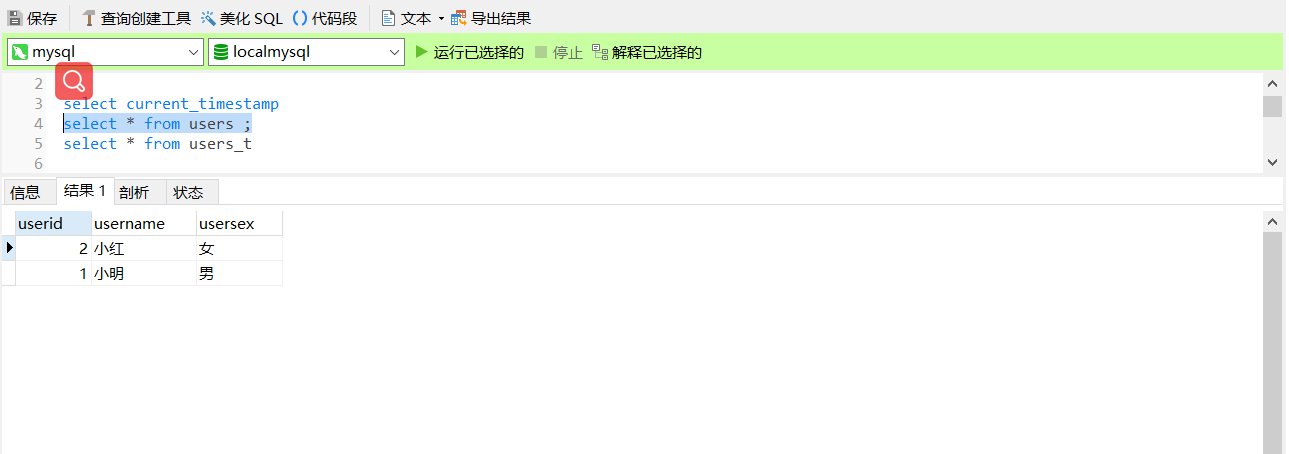 保存 查询创建工具 美化 SQL 代码段 文本 导出结果
mysql localmysql 运行已选择的 停止 解释已选择的
2
3 select current_timestamp
4 select * from users ;
5 select * from users_t
6
信息 结果 1 剖析 状态
userid username usersex
2 小红 女
1 小明 男